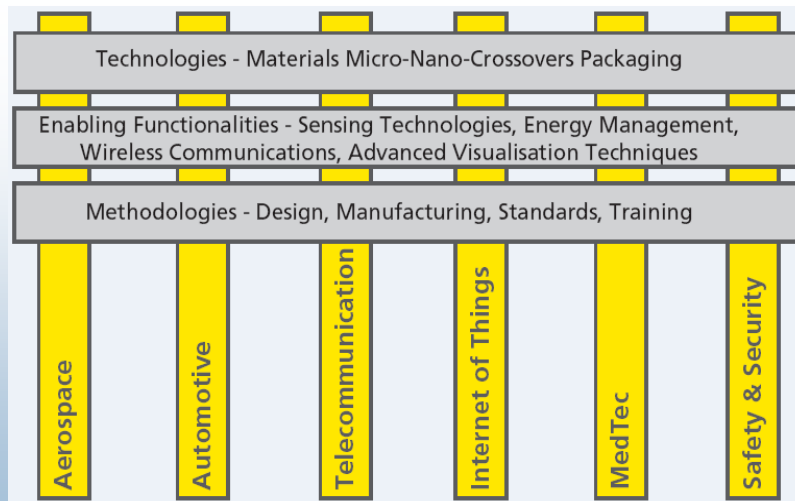 Technologies - Materials Micro-Nano-Crossovers Packaging
Enabling Functionalities - Sensing Technologies, Energy Management,
Wireless Communications, Advanced Visualisation Techniques
Methodologies - Design, Manufacturing, Standards, Training
Aerospace
Automotive
Telecommunication
Internet of Things
MedTec
Safety & Security